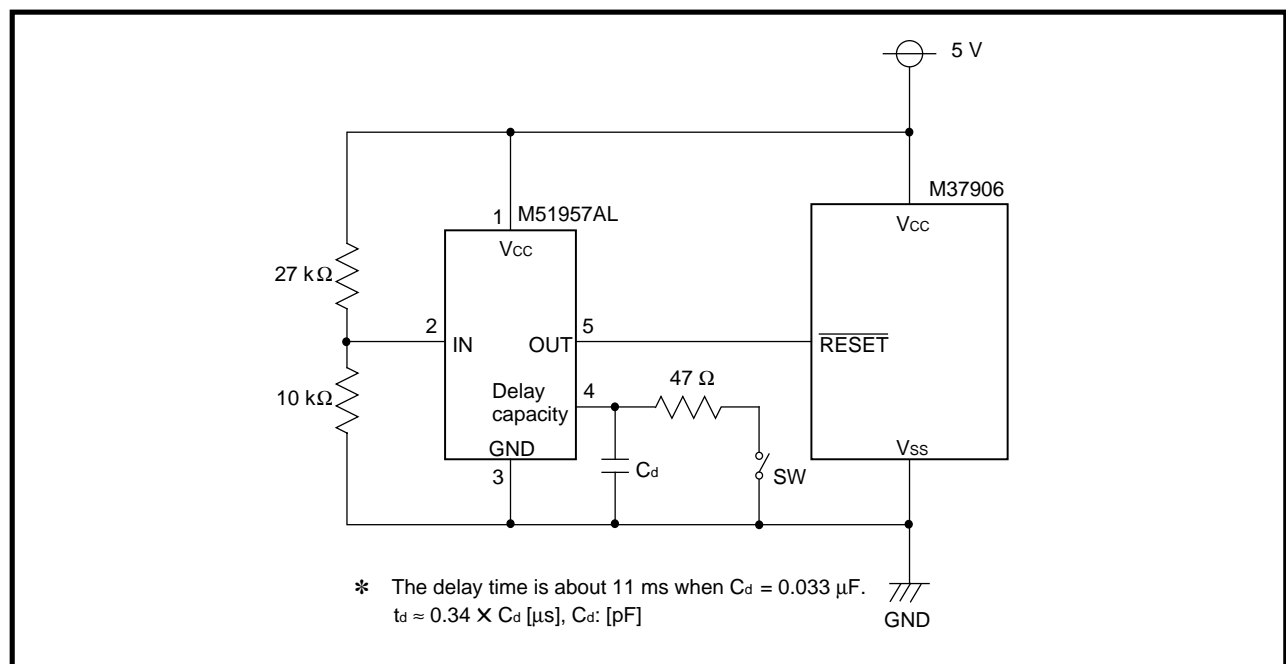 5 V
M37906
1
M51957AL
Vcc
Vcc
27 kΩ
2
IN
5
OUT
RESET
10 kΩ
Delay
capacity
4
47 Ω
GND
3
Cd
SW
Vss
✽ The delay time is about 11 ms when Cd = 0.033 μF.
td ≈ 0.34 × Cd [μs], Cd: [pF]
GND